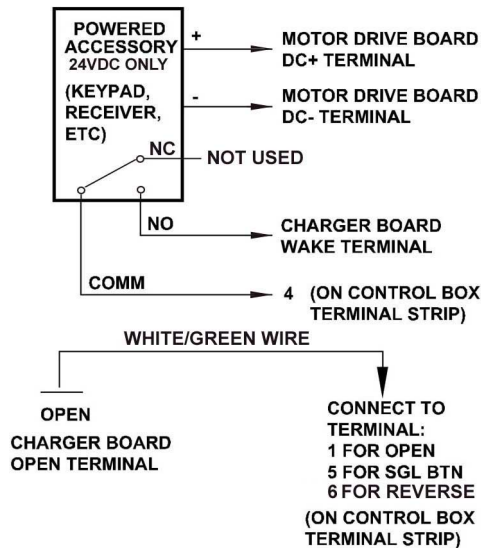 POWERED
ACCESSORY
24VDC ONLY
(KEYPAD,
RECEIVER,
ETC)
+
MOTOR DRIVE BOARD
DC+ TERMINAL
-
MOTOR DRIVE BOARD
DC- TERMINAL
NC
NOT USED
NO
CHARGER BOARD
WAKE TERMINAL
COMM
4 (ON CONTROL BOX
TERMINAL STRIP)
WHITE/GREEN WIRE
OPEN
CHARGER BOARD
OPEN TERMINAL
CONNECT TO
TERMINAL:
1 FOR OPEN
5 FOR SGL BTN
6 FOR REVERSE
(ON CONTROL BOX
TERMINAL STRIP)